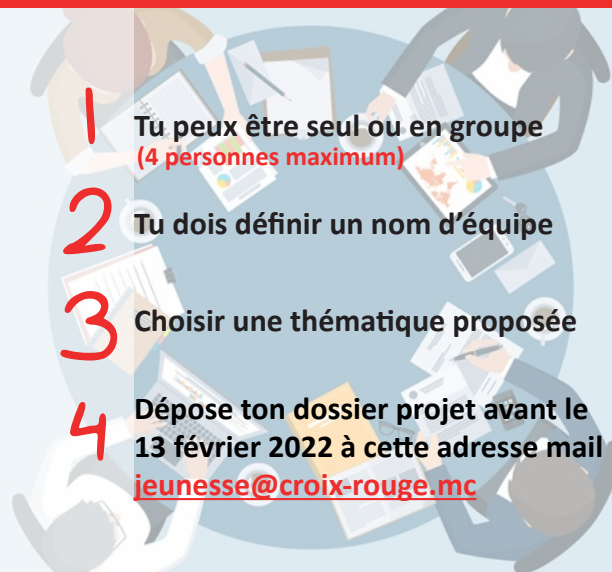 1
Tu peux être seul ou en groupe
(4 personnes maximum)
2
Tu dois définir un nom d'équipe
3
Choisir une thématique proposée
4
Dépose ton dossier projet avant le
13 février 2022 à cette adresse mail
jeunesse@croix-rouge.mc